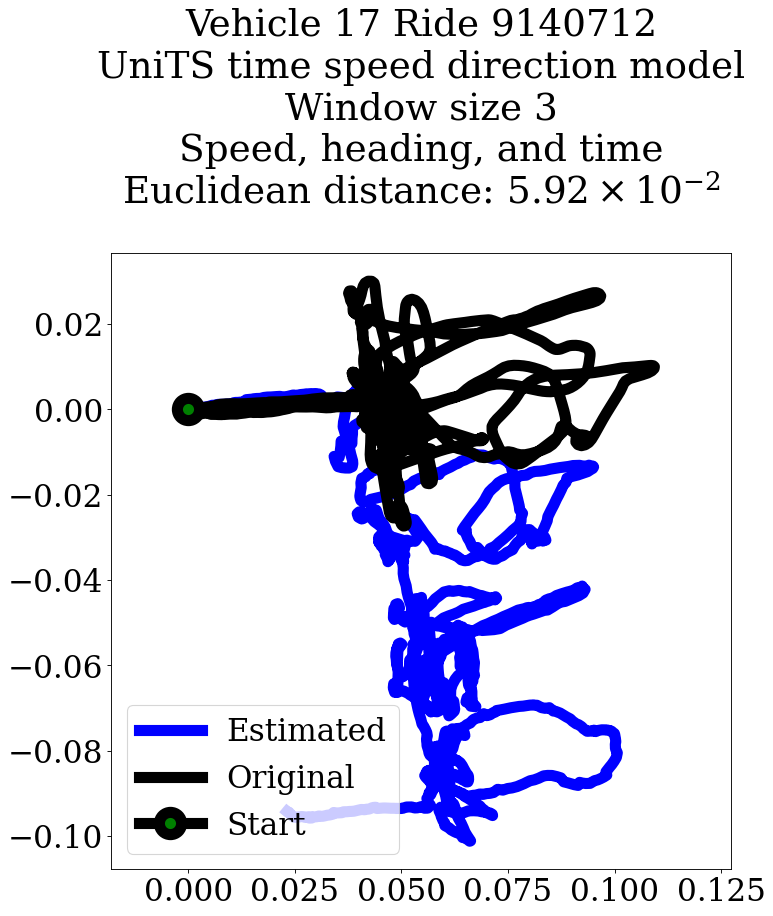 Vehicle 17 Ride 9140712
UniTS time speed direction model
Window size 3
Speed, heading, and time
Euclidean distance: 5.92 × 10⁻²
0.02
0.00
−0.02
−0.04
−0.06
−0.08
−0.10
Estimated
Original
Start
0.000 0.025 0.050 0.075 0.100 0.125